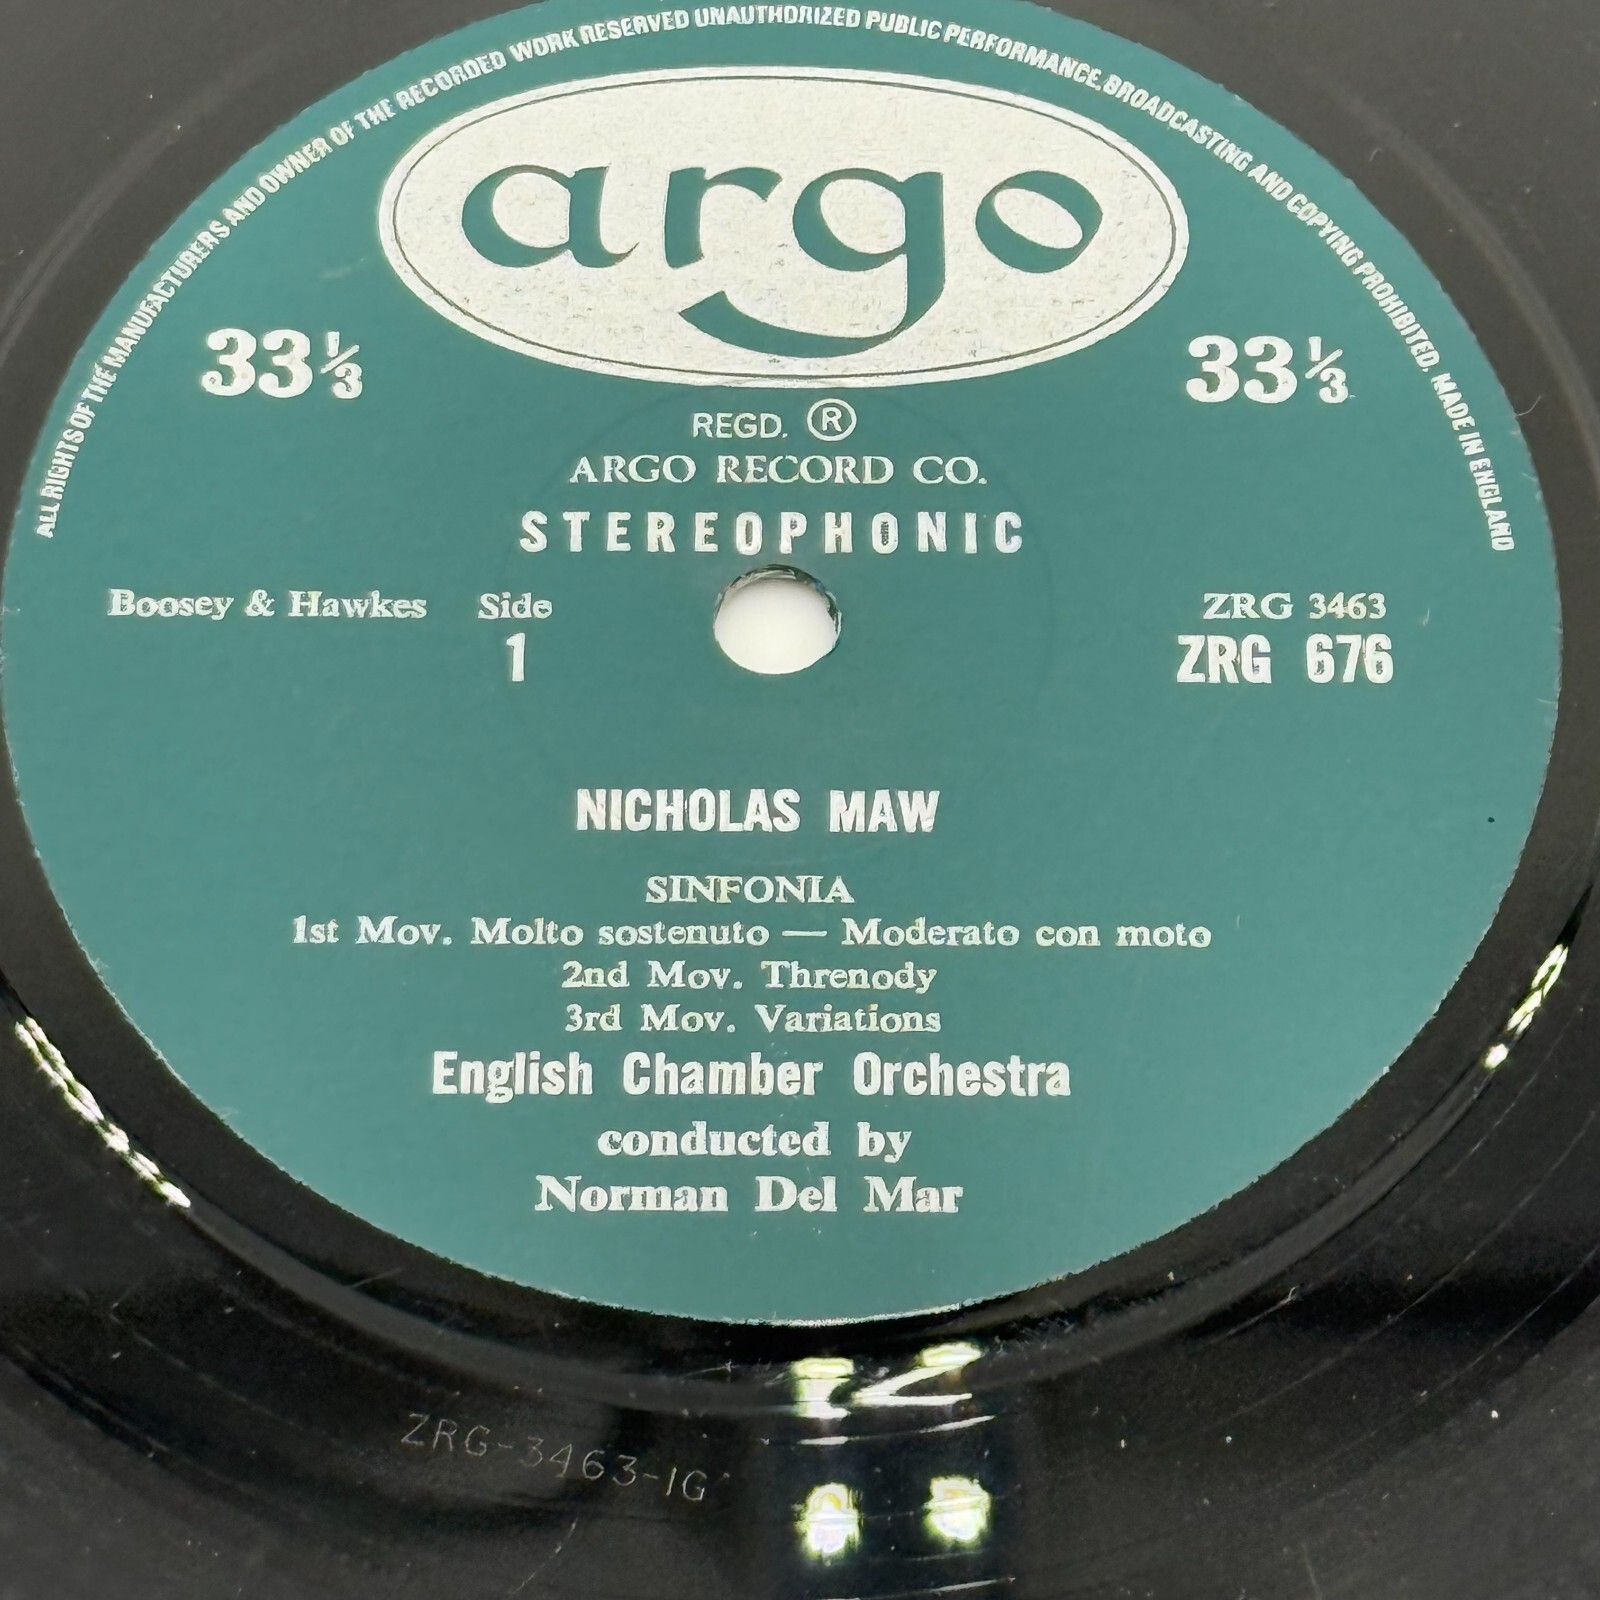 ALL RIGHTS OF THE MANUFACTURERS AND OWNER OF THE RECORDED WORK RESERVED UNAUTHORIZED PUBLIC PERFORMANCE, BROADCASTING AND COPYING PROHIBITED. MADE IN ENGLAND
argo
33⅓ 33⅓
REGD. ®
ARGO RECORD CO.
STEREOPHONIC
Boosey & Hawkes Side ZRG 3463
1 ZRG 676
NICHOLAS MAW
SINFONIA
1st Mov. Molto sostenuto — Moderato con moto
2nd Mov. Threnody
3rd Mov. Variations
English Chamber Orchestra
conducted by
Norman Del Mar
ZRG-3463-1G